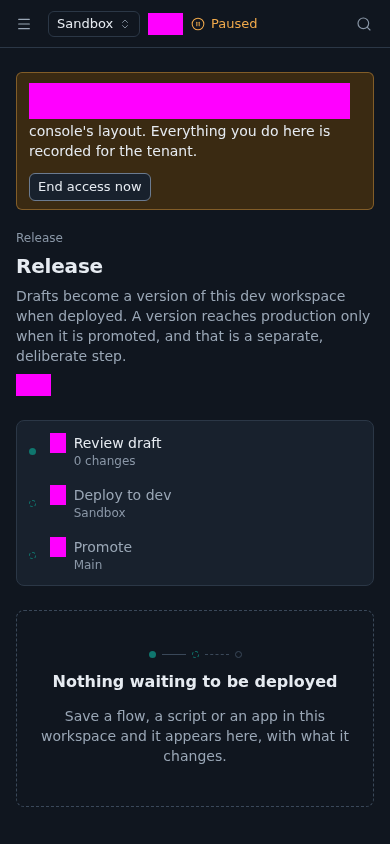 Sandbox
Paused
console's layout. Everything you do here is
recorded for the tenant.
End access now
Release
Release
Drafts become a version of this dev workspace
when deployed. A version reaches production only
when it is promoted, and that is a separate,
deliberate step.
Review draft
0 changes
Deploy to dev
Sandbox
Promote
Main
Nothing waiting to be deployed
Save a flow, a script or an app in this
workspace and it appears here, with what it
changes.